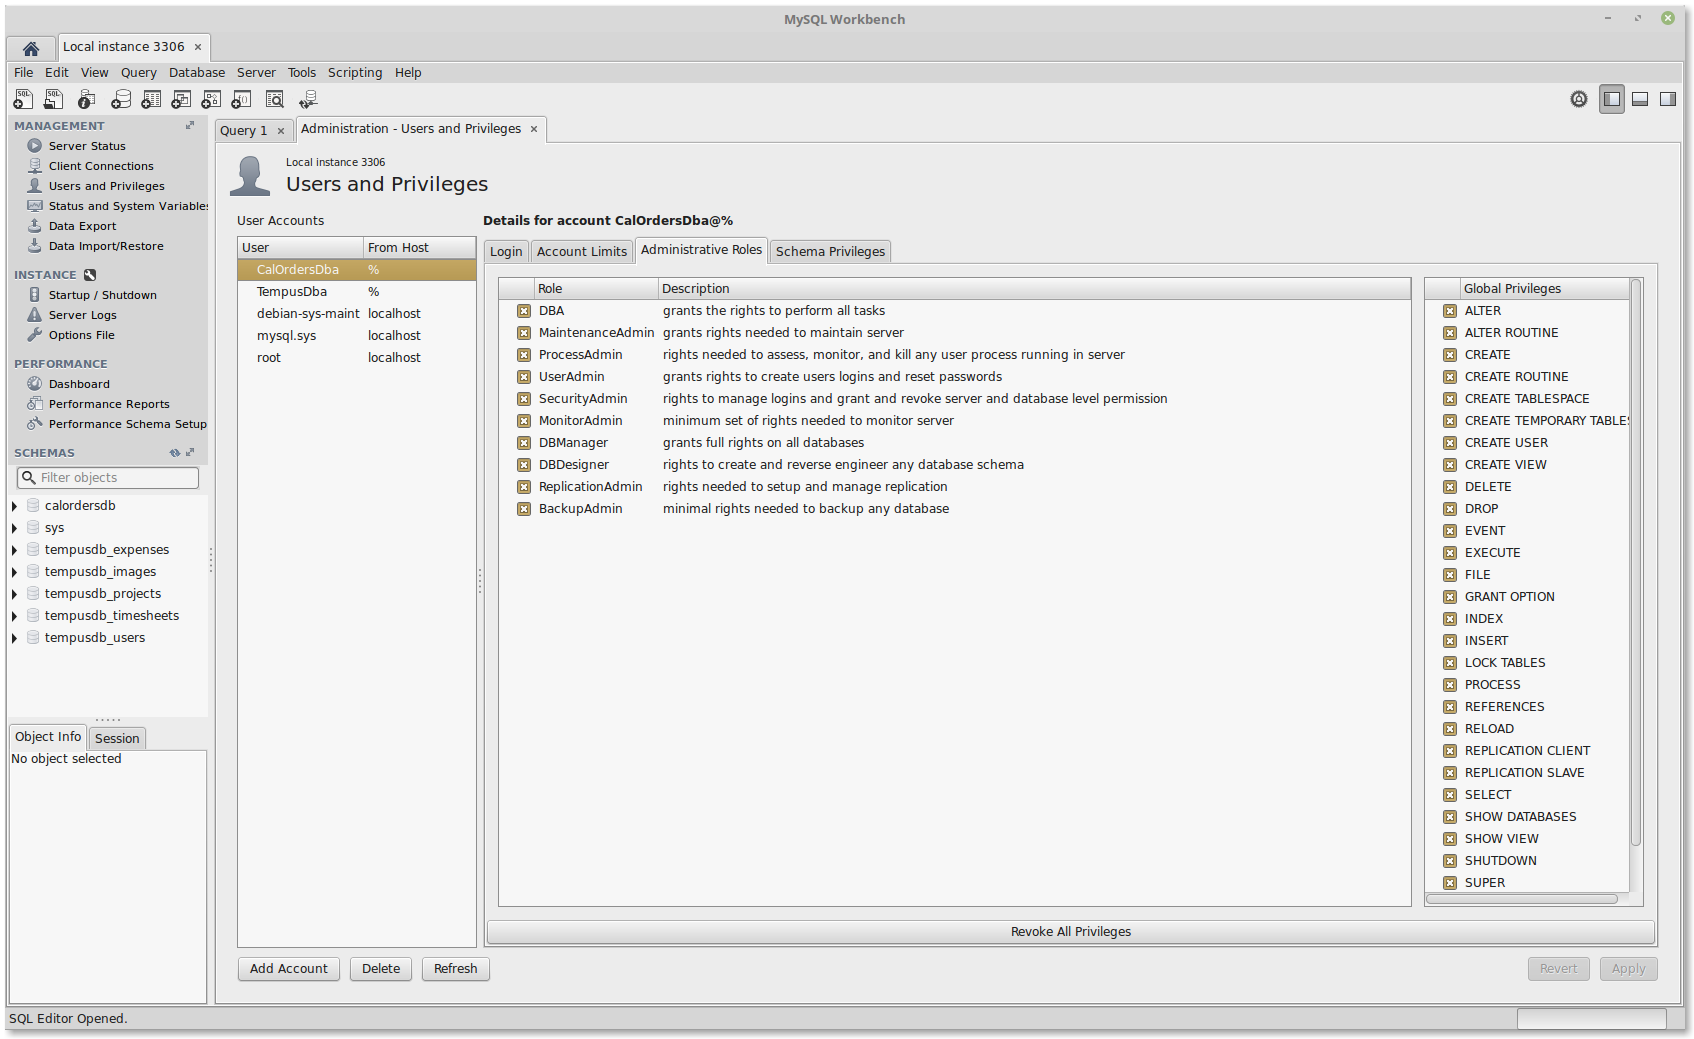 MySQL Workbench
Local instance 3306
File Edit View Query Database Server Tools Scripting Help
MANAGEMENT
Server Status
Client Connections
Users and Privileges
Status and System Variables
Data Export
Data Import/Restore
INSTANCE
Startup / Shutdown
Server Logs
Options File
PERFORMANCE
Dashboard
Performance Reports
Performance Schema Setup
SCHEMAS
Filter objects
calordersdb
sys
tempusdb_expenses
tempusdb_images
tempusdb_projects
tempusdb_timesheets
tempusdb_users
Object Info Session
No object selected
Query 1 Administration - Users and Privileges
Local instance 3306
Users and Privileges
User Accounts
User From Host
CalOrdersDba %
TempusDba %
debian-sys-maint localhost
mysql.sys localhost
root localhost
Add Account Delete Refresh
Details for account CalOrdersDba@%
Login Account Limits Administrative Roles Schema Privileges
Role Description
DBA grants the rights to perform all tasks
MaintenanceAdmin grants rights needed to maintain server
ProcessAdmin rights needed to assess, monitor, and kill any user process running in server
UserAdmin grants rights to create users logins and reset passwords
SecurityAdmin rights to manage logins and grant and revoke server and database level permission
MonitorAdmin minimum set of rights needed to monitor server
DBManager grants full rights on all databases
DBDesigner rights to create and reverse engineer any database schema
ReplicationAdmin rights needed to setup and manage replication
BackupAdmin minimal rights needed to backup any database
Global Privileges
ALTER
ALTER ROUTINE
CREATE
CREATE ROUTINE
CREATE TABLESPACE
CREATE TEMPORARY TABLES
CREATE USER
CREATE VIEW
DELETE
DROP
EVENT
EXECUTE
FILE
GRANT OPTION
INDEX
INSERT
LOCK TABLES
PROCESS
REFERENCES
RELOAD
REPLICATION CLIENT
REPLICATION SLAVE
SELECT
SHOW DATABASES
SHOW VIEW
SHUTDOWN
SUPER
Revoke All Privileges
Revert Apply
SQL Editor Opened.